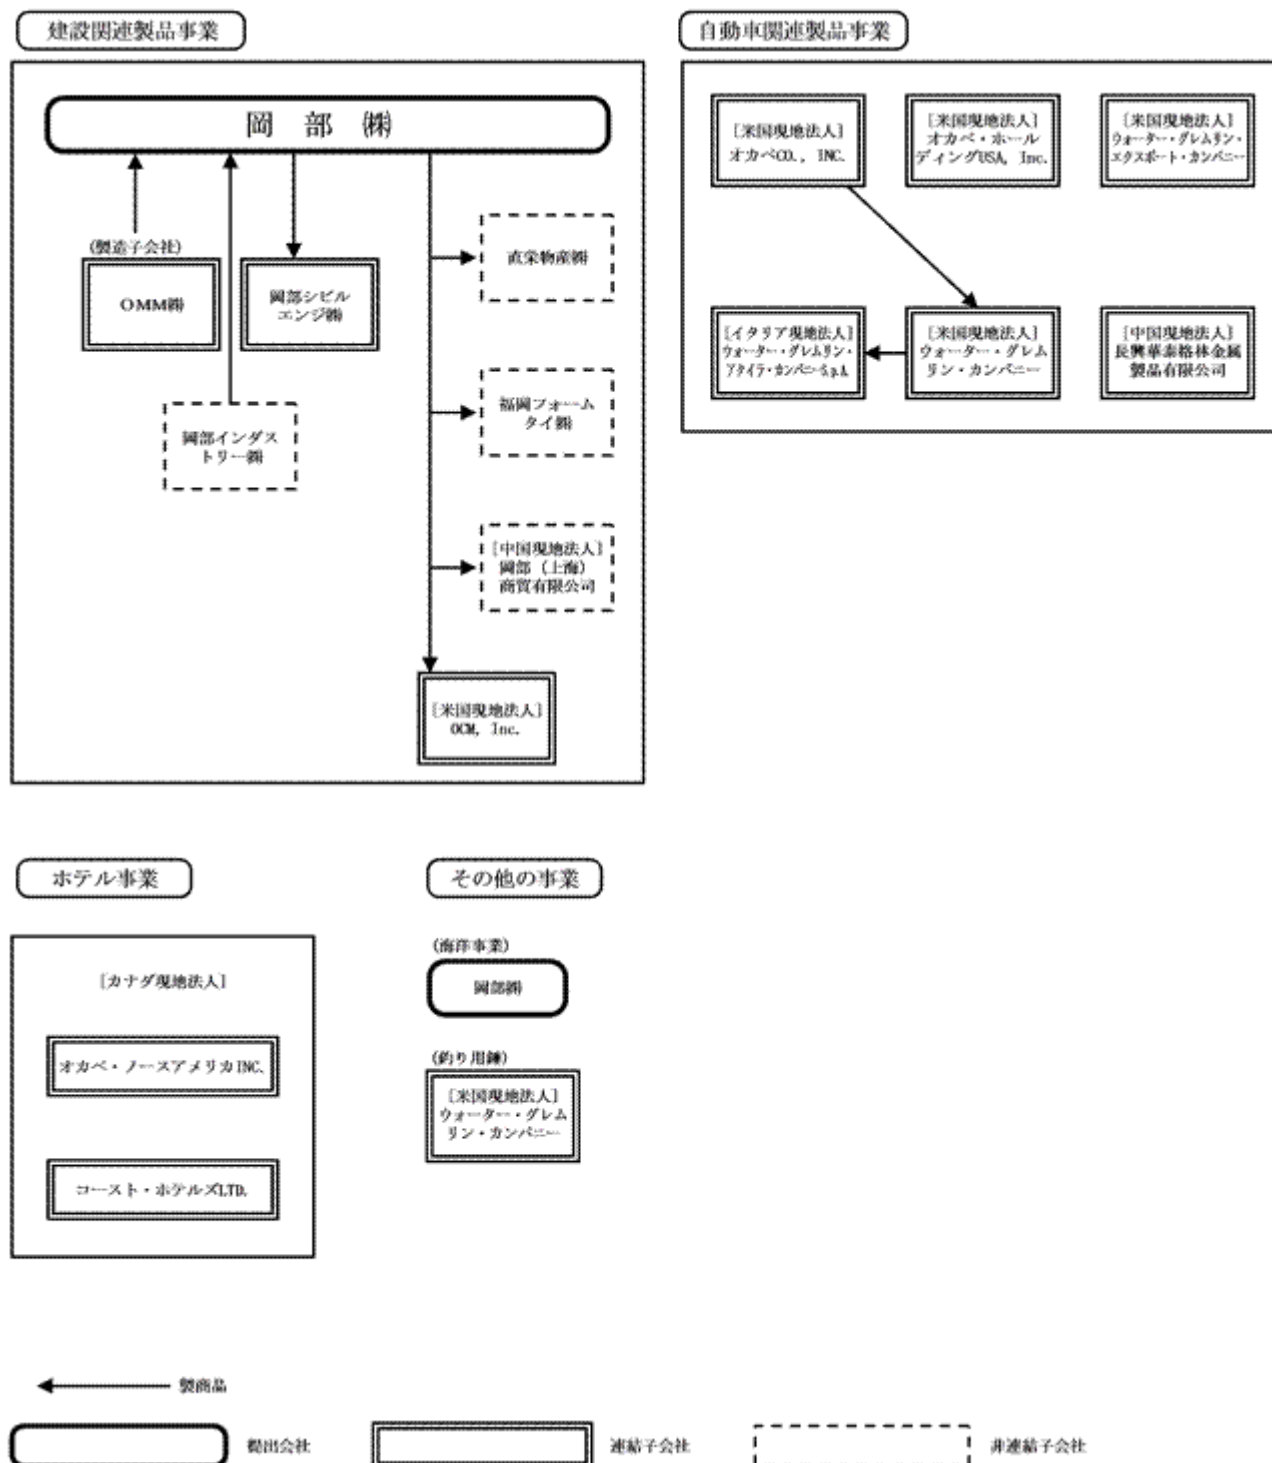 建設関連製品事業
岡部㈱
(製造子会社)
OMM㈱
岡部シビル
エンジ㈱
岡部インダス
トリー㈱
直栄物産㈱
福岡フォーム
タイ㈱
[中国現地法人]
岡部（上海）
商貿有限公司
[米国現地法人]
OCM, Inc.
自動車関連製品事業
[米国現地法人]
オカベCO., INC.
[米国現地法人]
オカベ・ホール
ディングUSA, Inc.
[米国現地法人]
ウォーター・グレムリン・
エクスポート・カンパニー
[イタリア現地法人]
ウォーター・グレムリン・
アクイラ・カンパニーS.p.A.
[米国現地法人]
ウォーター・グレム
リン・カンパニー
[中国現地法人]
長興華泰格林金属
製品有限公司
ホテル事業
[カナダ現地法人]
オカベ・ノースアメリカINC.
コースト・ホテルズLTD.
その他の事業
(海洋事業)
岡部㈱
(釣り用錘)
[米国現地法人]
ウォーター・グレム
リン・カンパニー
製商品
提出会社
連結子会社
非連結子会社